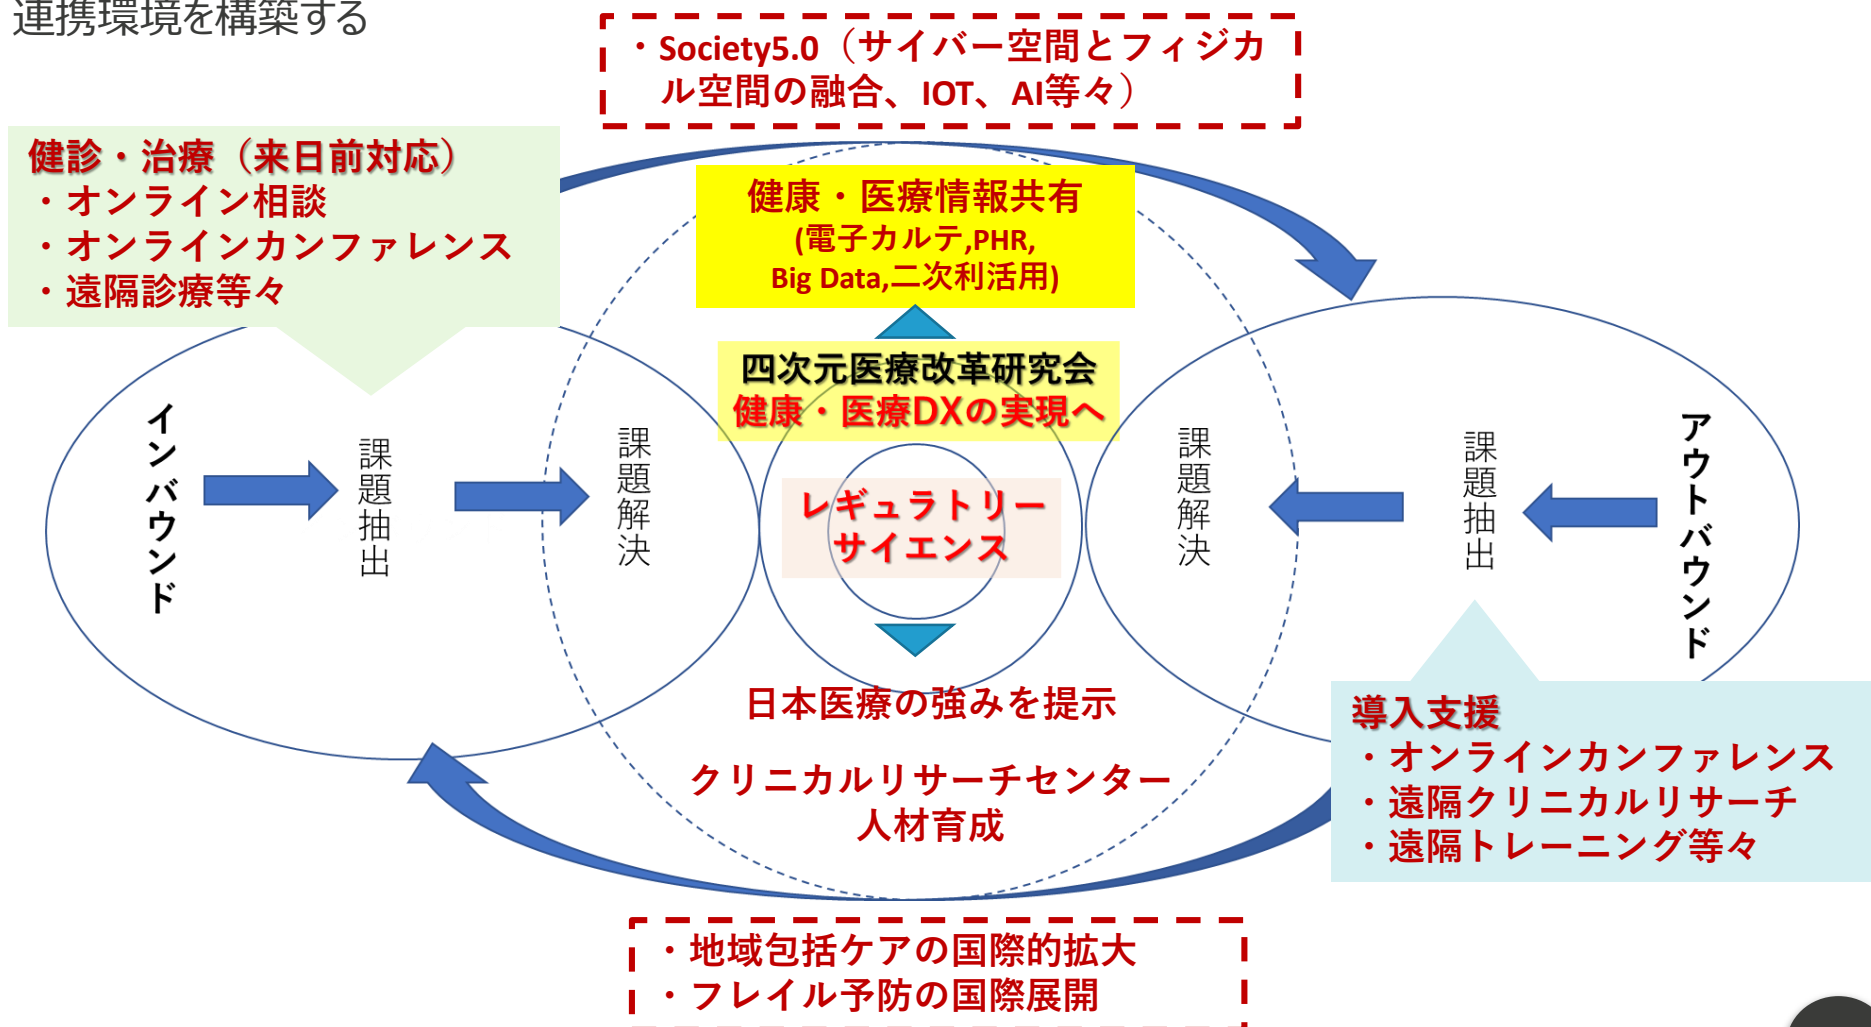 連携環境を構築する
・Society5.0（サイバー空間とフィジカ
ル空間の融合、IOT、AI等々）
健診・治療（来日前対応）
・オンライン相談
・オンラインカンファレンス
・遠隔診療等々
健康・医療情報共有
(電子カルテ,PHR,
Big Data,二次利活用)
四次元医療改革研究会
健康・医療DXの実現へ
インバウンド
課題抽出
課題解決
レギュラトリー
サイエンス
課題解決
課題抽出
アウトバウンド
日本医療の強みを提示
クリニカルリサーチセンター
人材育成
導入支援
・オンラインカンファレンス
・遠隔クリニカルリサーチ
・遠隔トレーニング等々
・地域包括ケアの国際的拡大
・フレイル予防の国際展開